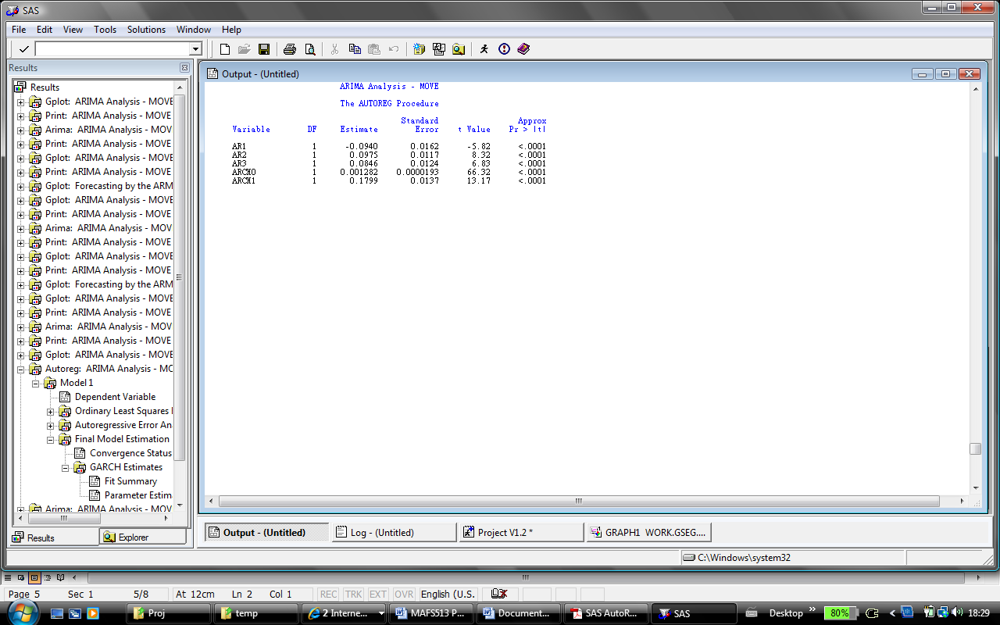 SAS
File Edit View Tools Solutions Window Help
Results
Results
Gplot: ARIMA Analysis - MOVE
Print: ARIMA Analysis - MOVE
Arima: ARIMA Analysis - MOV
Print: ARIMA Analysis - MOVE
Gplot: ARIMA Analysis - MOVE
Print: ARIMA Analysis - MOVE
Gplot: Forecasting by the ARM
Gplot: ARIMA Analysis - MOVE
Print: ARIMA Analysis - MOVE
Arima: ARIMA Analysis - MOV
Print: ARIMA Analysis - MOVE
Gplot: ARIMA Analysis - MOVE
Print: ARIMA Analysis - MOVE
Gplot: Forecasting by the ARM
Gplot: ARIMA Analysis - MOVE
Print: ARIMA Analysis - MOVE
Arima: ARIMA Analysis - MOV
Print: ARIMA Analysis - MOVE
Gplot: ARIMA Analysis - MOVE
Autoreg: ARIMA Analysis - MC
Model 1
Dependent Variable
Ordinary Least Squares
Autoregressive Error An
Final Model Estimation
Convergence Status
GARCH Estimates
Fit Summary
Parameter Estim
Arima: ARIMA Analysis - MOV
Results Explorer
Output - (Untitled)
ARIMA Analysis - MOVE
The AUTOREG Procedure
Standard Approx
Variable DF Estimate Error t Value Pr > |t|
AR1 1 -0.0940 0.0162 -5.82 <.0001
AR2 1 0.0975 0.0117 8.32 <.0001
AR3 1 0.0846 0.0124 6.83 <.0001
ARCH0 1 0.001282 0.0000193 66.32 <.0001
ARCH1 1 0.1799 0.0137 13.17 <.0001
Output - (Untitled) Log - (Untitled) Project V1.2 * GRAPH1 WORK.GSEG....
C:\Windows\system32
Page 5 Sec 1 5/8 At 12cm Ln 2 Col 1 REC TRK EXT OVR English (U.S.
Proj temp 2 Interne... MAFS513 P... Document... SAS AutoR... SAS Desktop 80% 18:29